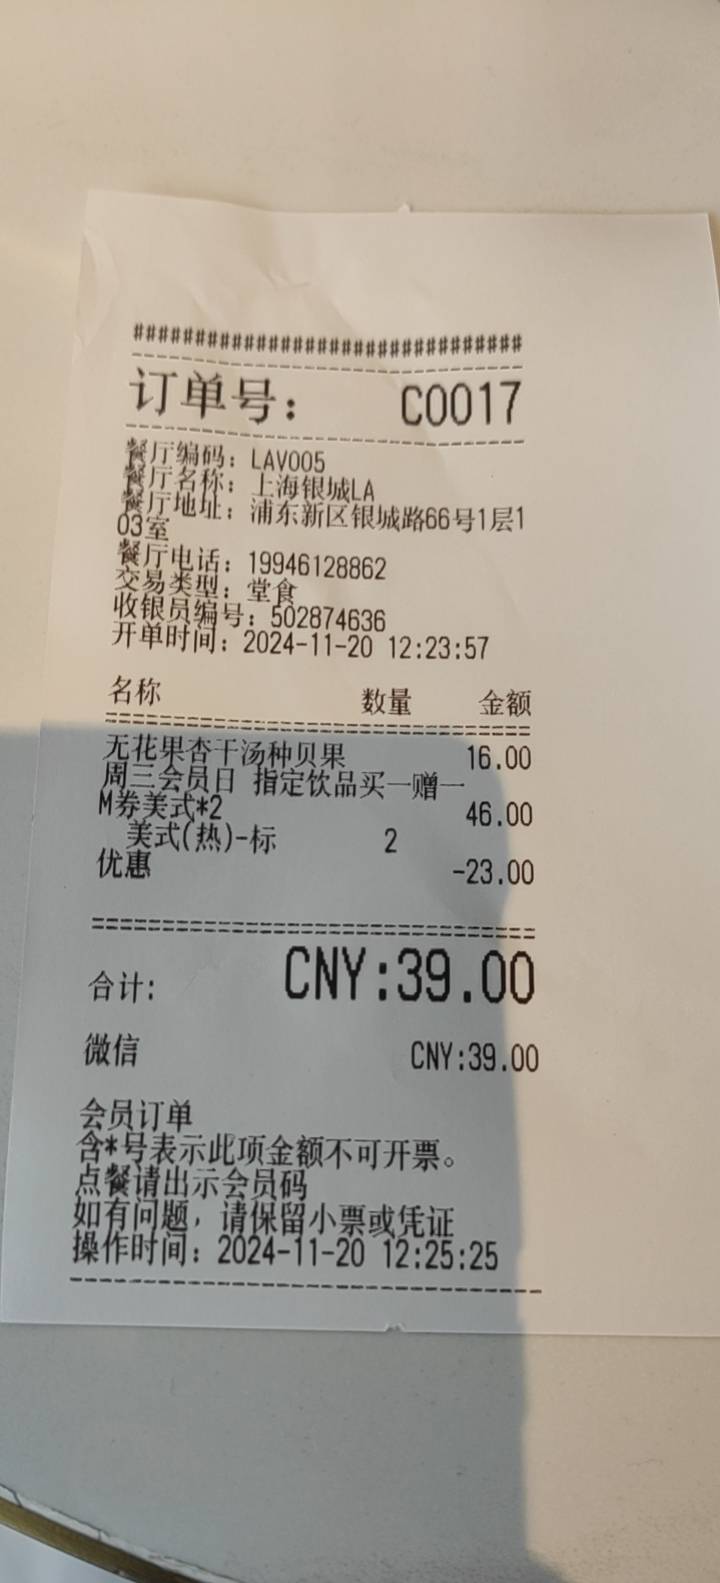 ################################
订单号： C0017
餐厅编码：LAV005
餐厅名称：上海银城LA
餐厅地址：浦东新区银城路66号1层1
03室
餐厅电话：19946128862
交易类型：堂食
收银员编号：502874636
开单时间：2024-11-20 12:23:57
名称 数量 金额
无花果杏干汤种贝果 16.00
周三会员日 指定饮品买一赠一
M券美式*2 46.00
美式(热)-标 2
优惠 -23.00
合计: CNY:39.00
微信 CNY:39.00
会员订单
含*号表示此项金额不可开票。
点餐请出示会员码
如有问题，请保留小票或凭证
操作时间：2024-11-20 12:25:25